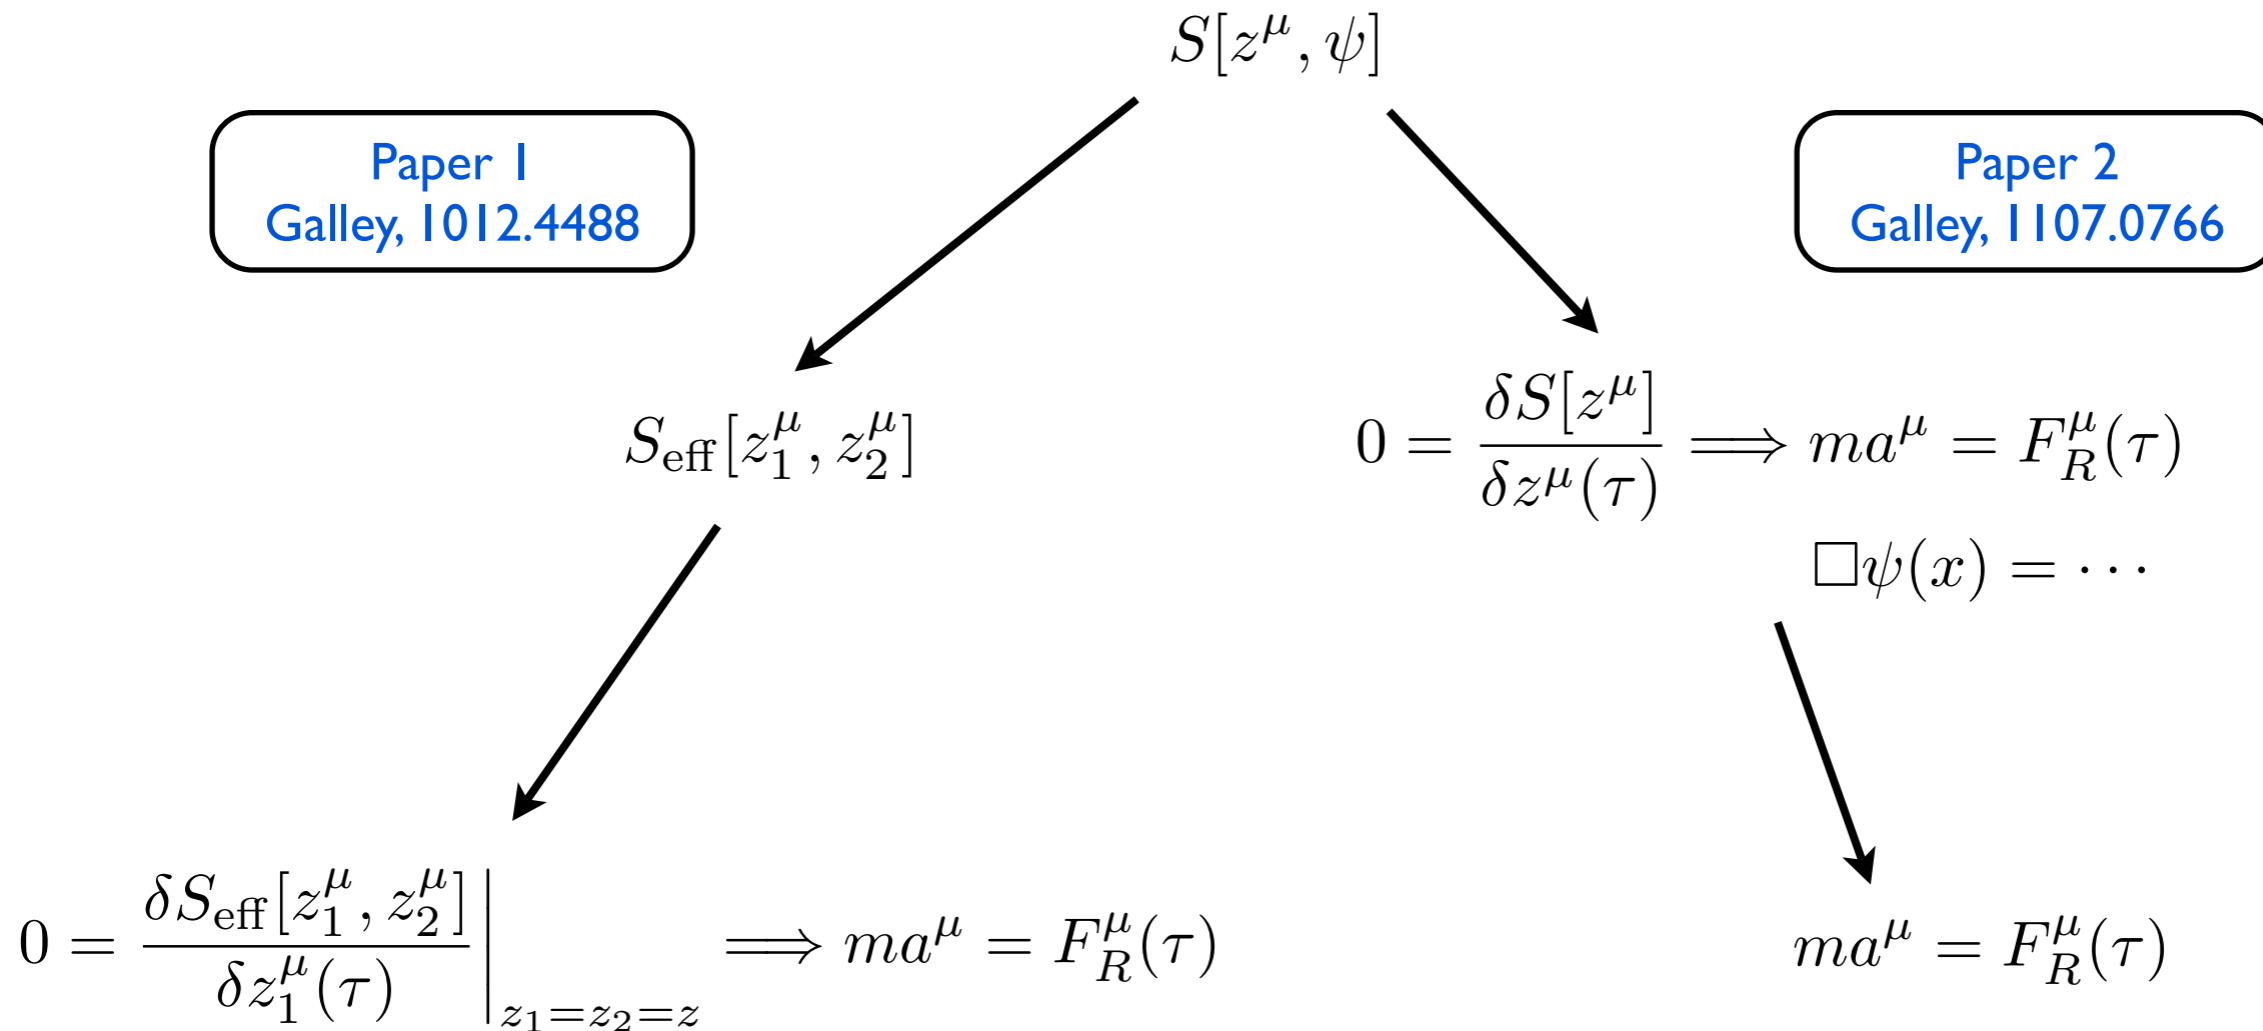 S[z^μ, ψ]
Paper 1
Galley, 1012.4488
Paper 2
Galley, 1107.0766
S_eff[z_1^μ, z_2^μ]
0 = δS[z^μ] / δz^μ(τ) ⟹ ma^μ = F_R^μ(τ)
□ψ(x) = ⋯
0 = δS_eff[z_1^μ, z_2^μ] / δz_1^μ(τ) |_{z_1=z_2=z} ⟹ ma^μ = F_R^μ(τ)
ma^μ = F_R^μ(τ)